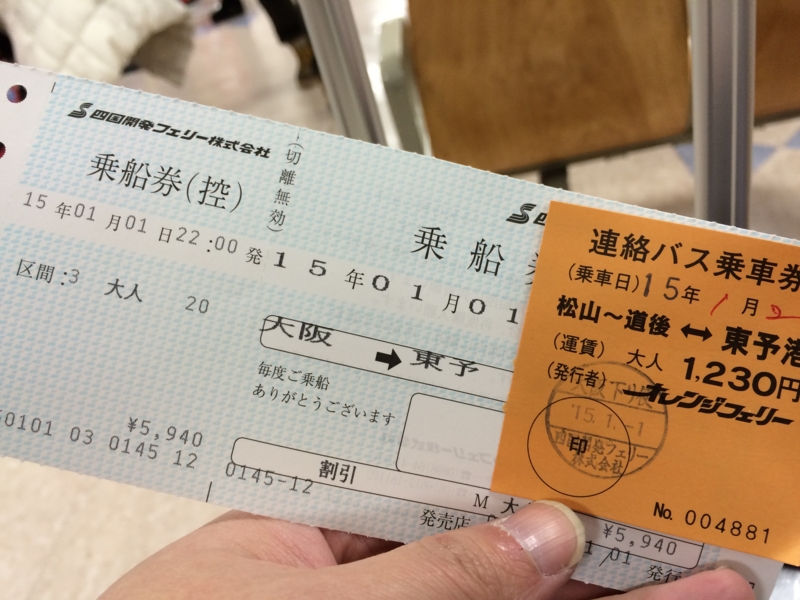 四国開発フェリー株式会社
乗船券(控)
(切離無効)
15年01月01日22:00発
区間:3 大人 20
¥5,940
50101 03 0145 12
四
乗船
15年01月01
大阪
➡ 東予
毎度ご乗船
ありがとうございます
割引
0145-12
M 大
発売店
¥5,940
1/01 発行
連絡バス乗車券
(乗車日)15年1月2
松山～道後↔東予港
(運賃) 大人 1,230円
(発行者) オレンジフェリー
'15.1.-1
四国開発フェリー
株式会社
印
No. 004881